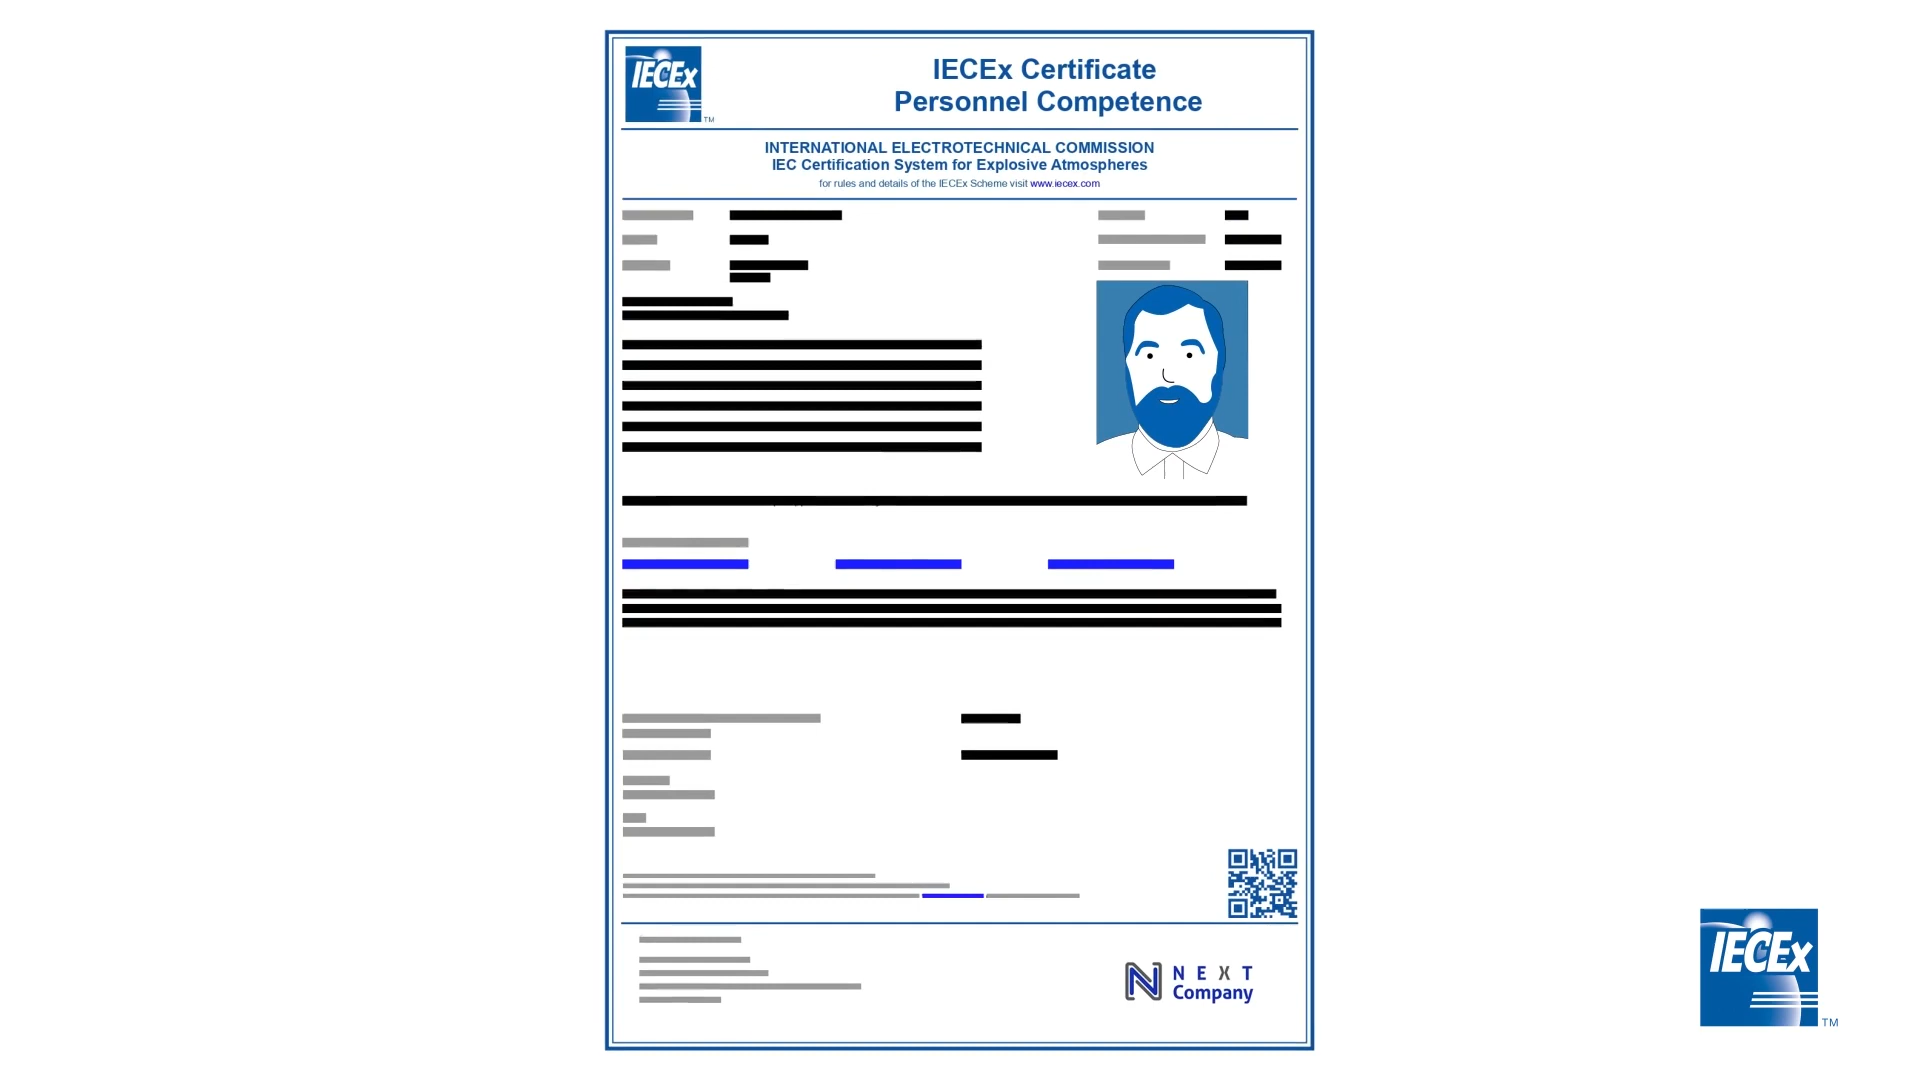 IECEx
TM
IECEx Certificate
Personnel Competence
INTERNATIONAL ELECTROTECHNICAL COMMISSION
IEC Certification System for Explosive Atmospheres
for rules and details of the IECEx Scheme visit www.iecex.com
NEXT
Company
IECEx
TM